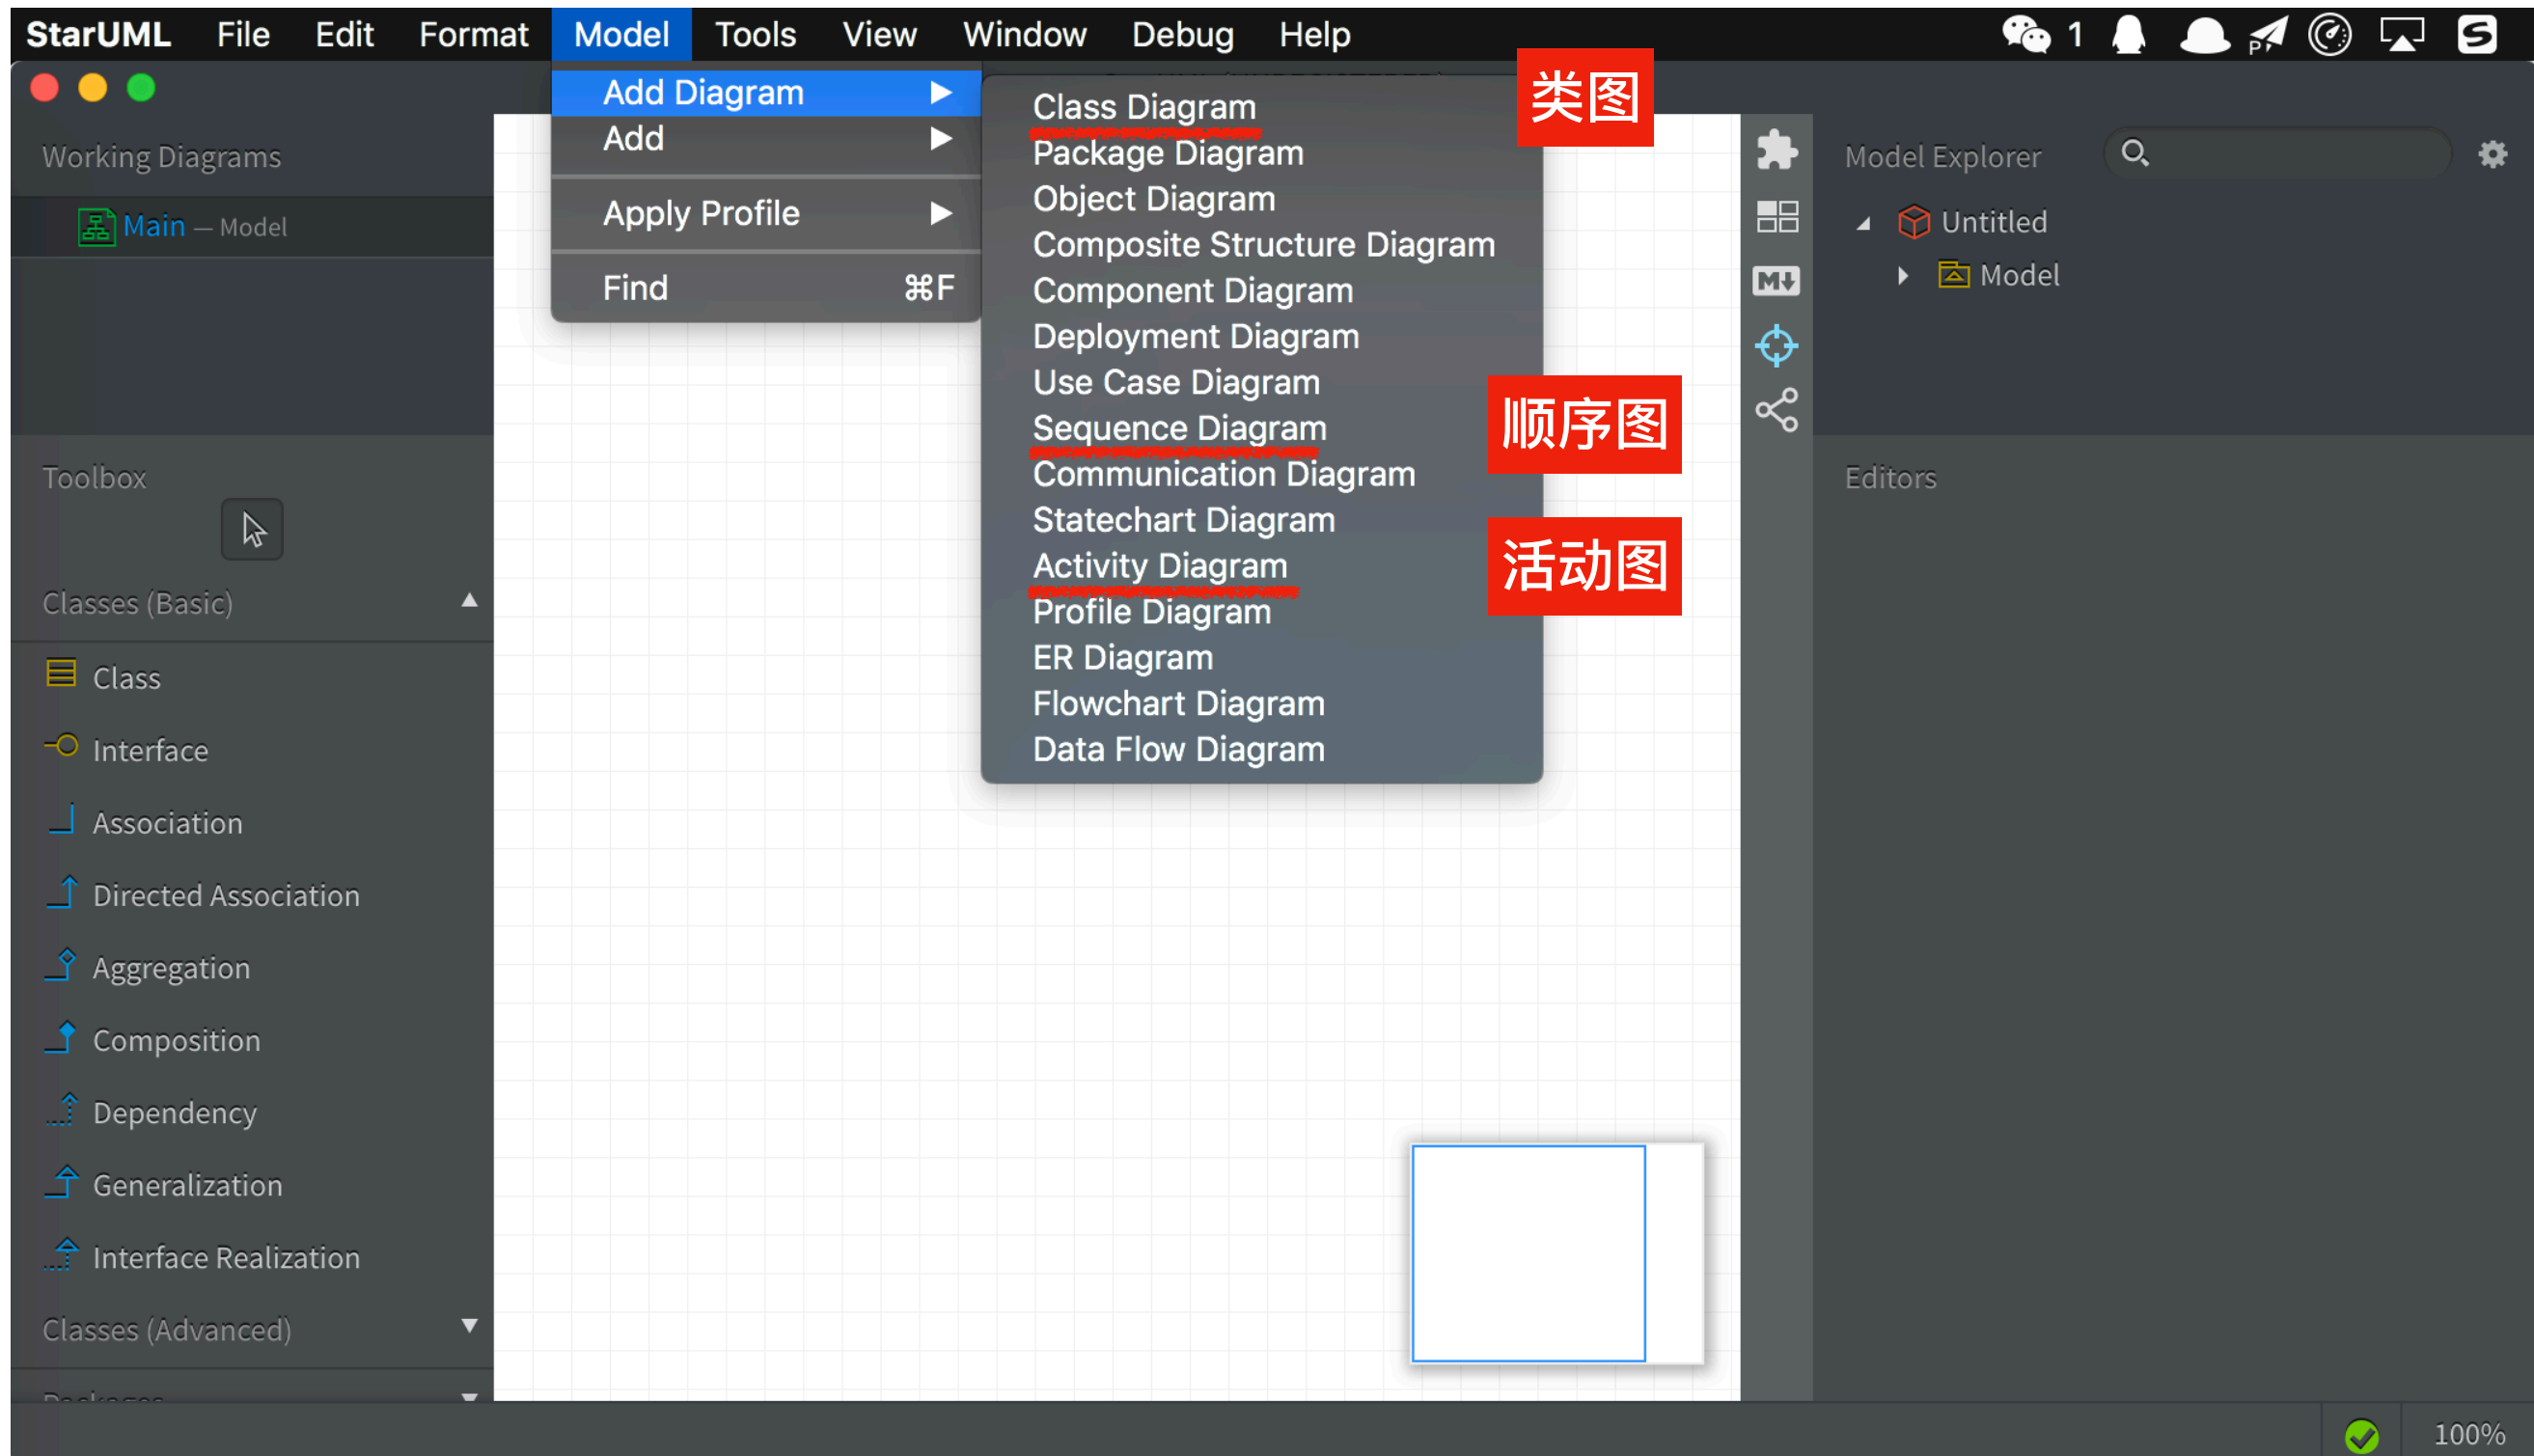 StarUML File Edit Format Model Tools View Window Debug Help 1
Add Diagram
Add
Apply Profile
Find ⌘F
Class Diagram
类图
Package Diagram
Object Diagram
Composite Structure Diagram
Component Diagram
Deployment Diagram
Use Case Diagram
Sequence Diagram
顺序图
Communication Diagram
Statechart Diagram
Activity Diagram
活动图
Profile Diagram
ER Diagram
Flowchart Diagram
Data Flow Diagram
Working Diagrams
Main — Model
Toolbox
Classes (Basic)
Class
Interface
Association
Directed Association
Aggregation
Composition
Dependency
Generalization
Interface Realization
Classes (Advanced)
Packages
Model Explorer
Untitled
Model
Editors
100%